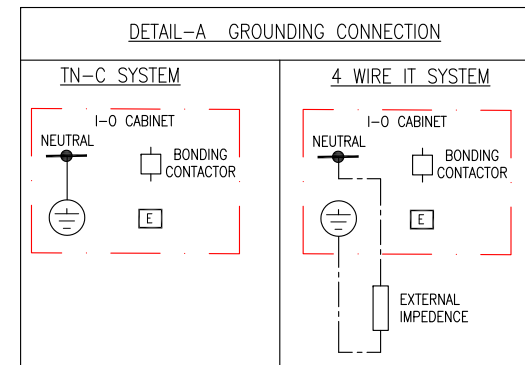 DETAIL-A GROUNDING CONNECTION
TN-C SYSTEM
I-O CABINET
NEUTRAL
BONDING
CONTACTOR
E
4 WIRE IT SYSTEM
I-O CABINET
NEUTRAL
BONDING
CONTACTOR
E
EXTERNAL
IMPEDENCE